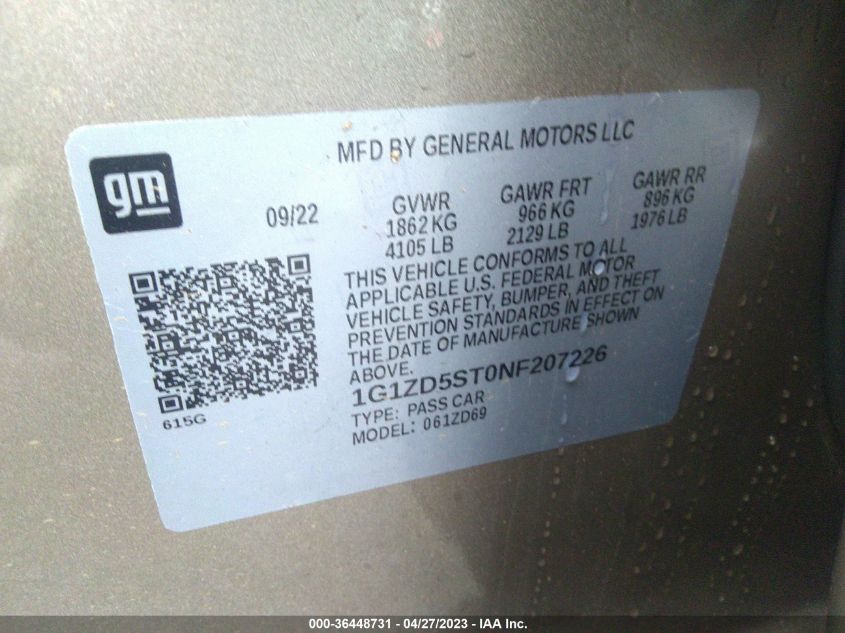 MFD BY GENERAL MOTORS LLC
gm
09/22
GVWR
1862 KG
4105 LB
GAWR FRT
966 KG
2129 LB
GAWR RR
896 KG
1976 LB
THIS VEHICLE CONFORMS TO ALL
APPLICABLE U.S. FEDERAL MOTOR
VEHICLE SAFETY, BUMPER, AND THEFT
PREVENTION STANDARDS IN EFFECT ON
THE DATE OF MANUFACTURE SHOWN
ABOVE.
1G1ZD5ST0NF207226
TYPE: PASS CAR
MODEL: 061ZD69
615G
000-36448731 - 04/27/2023 - IAA Inc.